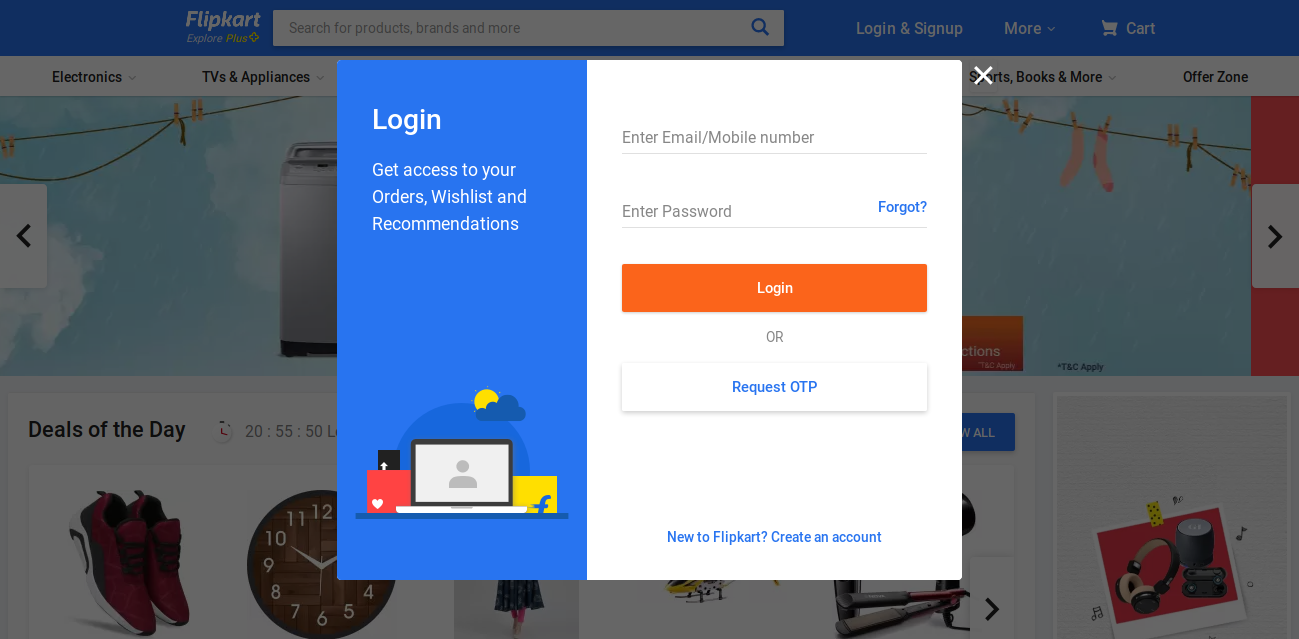 Flipkart
Explore Plus
Search for products, brands and more
Login & Signup
More
Cart
Electronics
TVs & Appliances
Sports, Books & More
Offer Zone
Login
Get access to your
Orders, Wishlist and
Recommendations
Enter Email/Mobile number
Enter Password
Forgot?
Login
OR
Request OTP
New to Flipkart? Create an account
*T&C Apply
*T&C Apply
Deals of the Day
20 : 55 : 50
ALL
11
12
10
9
8
7
6
5
4